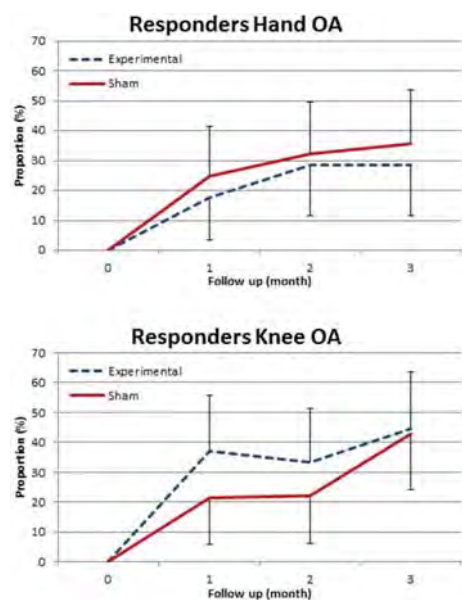 Responders Hand OA
70
60
50
40
30
20
10
0
Proportion (%)
Experimental
Sham
0 1 2 3
Follow up (month)
Responders Knee OA
70
60
50
40
30
20
10
0
Proportion (%)
Experimental
Sham
0 1 2 3
Follow up (month)